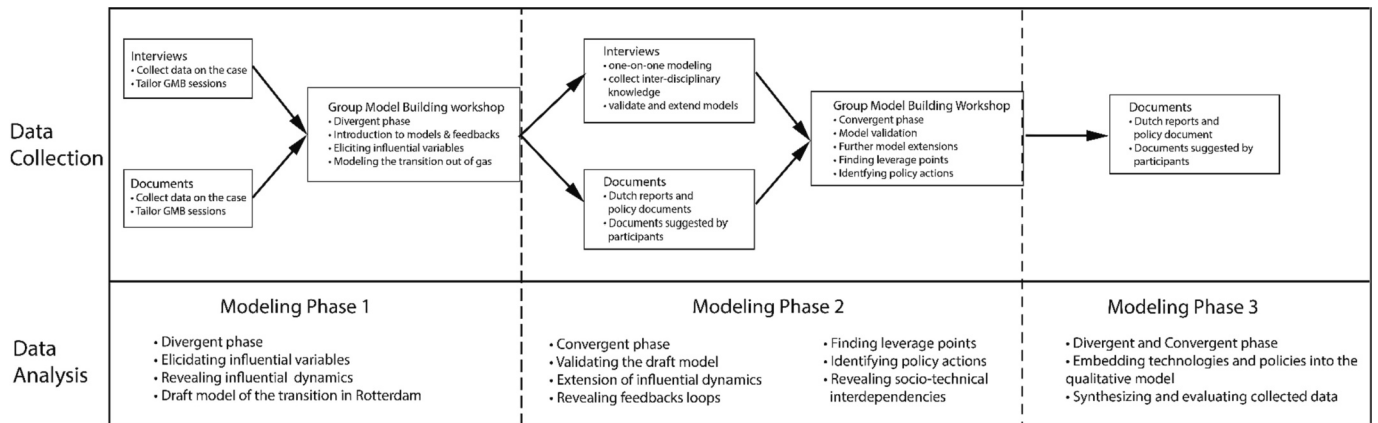 Data
Collection
Interviews
• Collect data on the case
• Tailor GMB sessions
Documents
• Collect data on the case
• Tailor GMB sessions
Group Model Building workshop
• Divergent phase
• Introduction to models & feedbacks
• Eliciting influential variables
• Modeling the transition out of gas
Interviews
• one-on-one modeling
• collect inter-disciplinary
knowledge
• validate and extend models
Documents
• Dutch reports and
policy documents
• Documents suggested by
participants
Group Model Building Workshop
• Convergent phase
• Model validation
• Further model extensions
• Finding leverage points
• Identfying policy actions
Documents
• Dutch reports and
policy document
• Documents suggested by
participants
Data
Analysis
Modeling Phase 1
• Divergent phase
• Elicidating influential variables
• Revealing influential dynamics
• Draft model of the transition in Rotterdam
Modeling Phase 2
• Convergent phase
• Validating the draft model
• Extension of influential dynamics
• Revealing feedbacks loops
• Finding leverage points
• Identifying policy actions
• Revealing socio-technical
interdependencies
Modeling Phase 3
• Divergent and Convergent phase
• Embedding technologies and policies into the
qualitative model
• Synthesizing and evaluating collected data